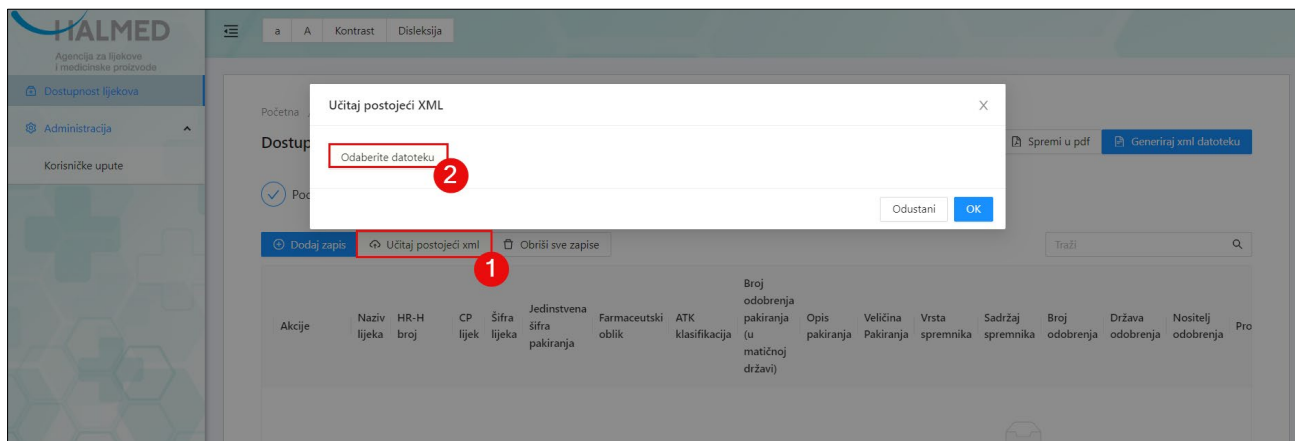 HALMED
Agencija za lijekove
i medicinske proizvode
a A Kontrast Disleksija
Dostupnost lijekova
Administracija
Korisničke upute
Početna
Dostup
Spremi u pdf
Generiraj xml datoteku
Učitaj postojeći XML
Odaberite datoteku
2
Odustani
OK
Pod
Dodaj zapis
Učitaj postojeći xml
Obriši sve zapise
Traži
1
Akcije
Naziv
lijeka
HR-H
broj
CP
lijek
Šifra
lijeka
Jedinstvena
šifra
pakiranja
Farmaceutski
oblik
ATK
klasifikacija
Broj
odobrenja
pakiranja
(u
matičnoj
državi)
Opis
pakiranja
Veličina
Pakiranja
Vrsta
spremnika
Sadržaj
spremnika
Broj
odobrenja
Država
odobrenja
Nositelj
odobrenja
Pro